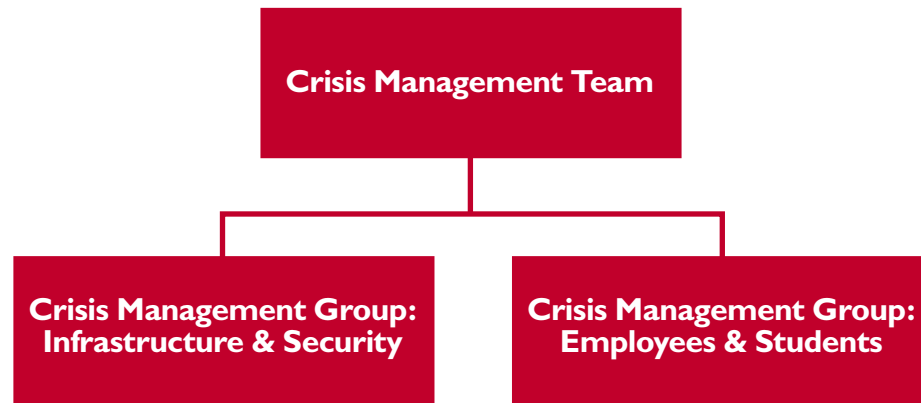 Crisis Management Team
Crisis Management Group:
Infrastructure & Security
Crisis Management Group:
Employees & Students